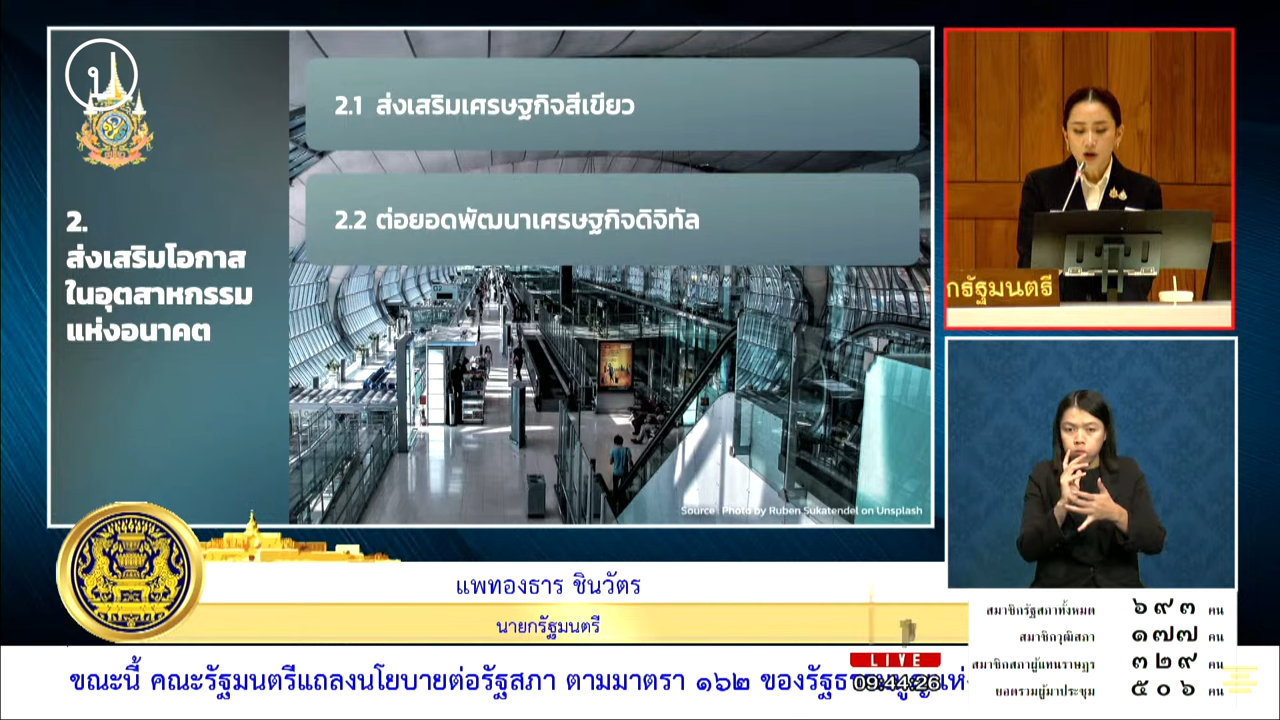 ป
2.1 ส่งเสริมเศรษฐกิจสีเขียว
2.2 ต่อยอดพัฒนาเศรษฐกิจดิจิทัล
2.
ส่งเสริมโอกาส
ในอุตสาหกรรม
แห่งอนาคต
Source : Photo by Ruben Sukatendel on Unsplash
กรัฐมนตรี
แพทองธาร ชินวัตร
นายกรัฐมนตรี
สมาชิกรัฐสภาทั้งหมด ๖๙๓ คน
สมาชิกวุฒิสภา ๑๗๗ คน
สมาชิกสภาผู้แทนราษฎร ๓๒๙ คน
ยอดรวมผู้มาประชุม ๕๐๖ คน
LIVE
09:44:26
ขณะนี้ คณะรัฐมนตรีแถลงนโยบายต่อรัฐสภา ตามมาตรา ๑๖๒ ของ